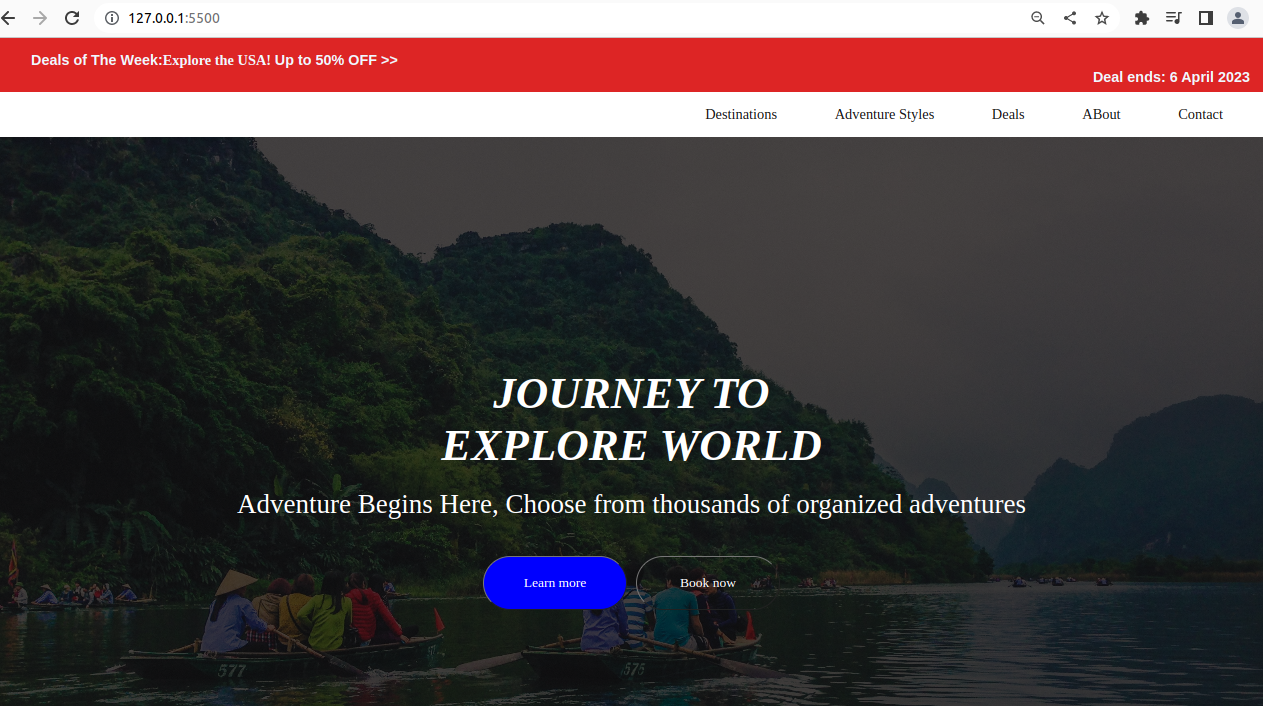 127.0.0.1:5500
Deals of The Week:Explore the USA! Up to 50% OFF >>
Deal ends: 6 April 2023
Destinations Adventure Styles Deals ABout Contact
JOURNEY TO
EXPLORE WORLD
Adventure Begins Here, Choose from thousands of organized adventures
Learn more Book now
577 575